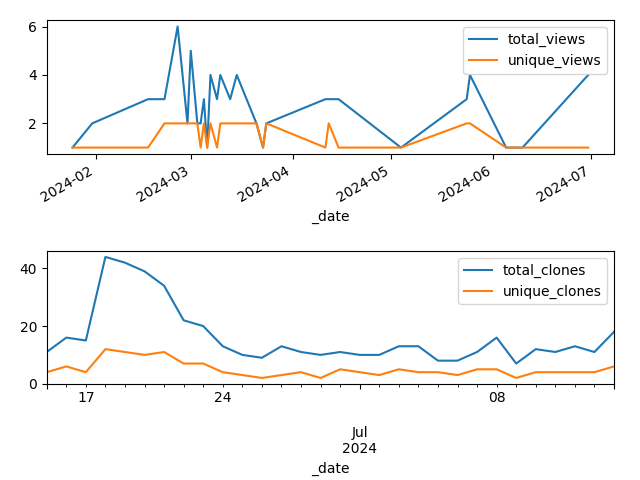 6
4
2
total_views
unique_views
2024-02
2024-03
2024-04
2024-05
2024-06
2024-07
_date
40
20
0
total_clones
unique_clones
17
24
08
Jul
2024
_date